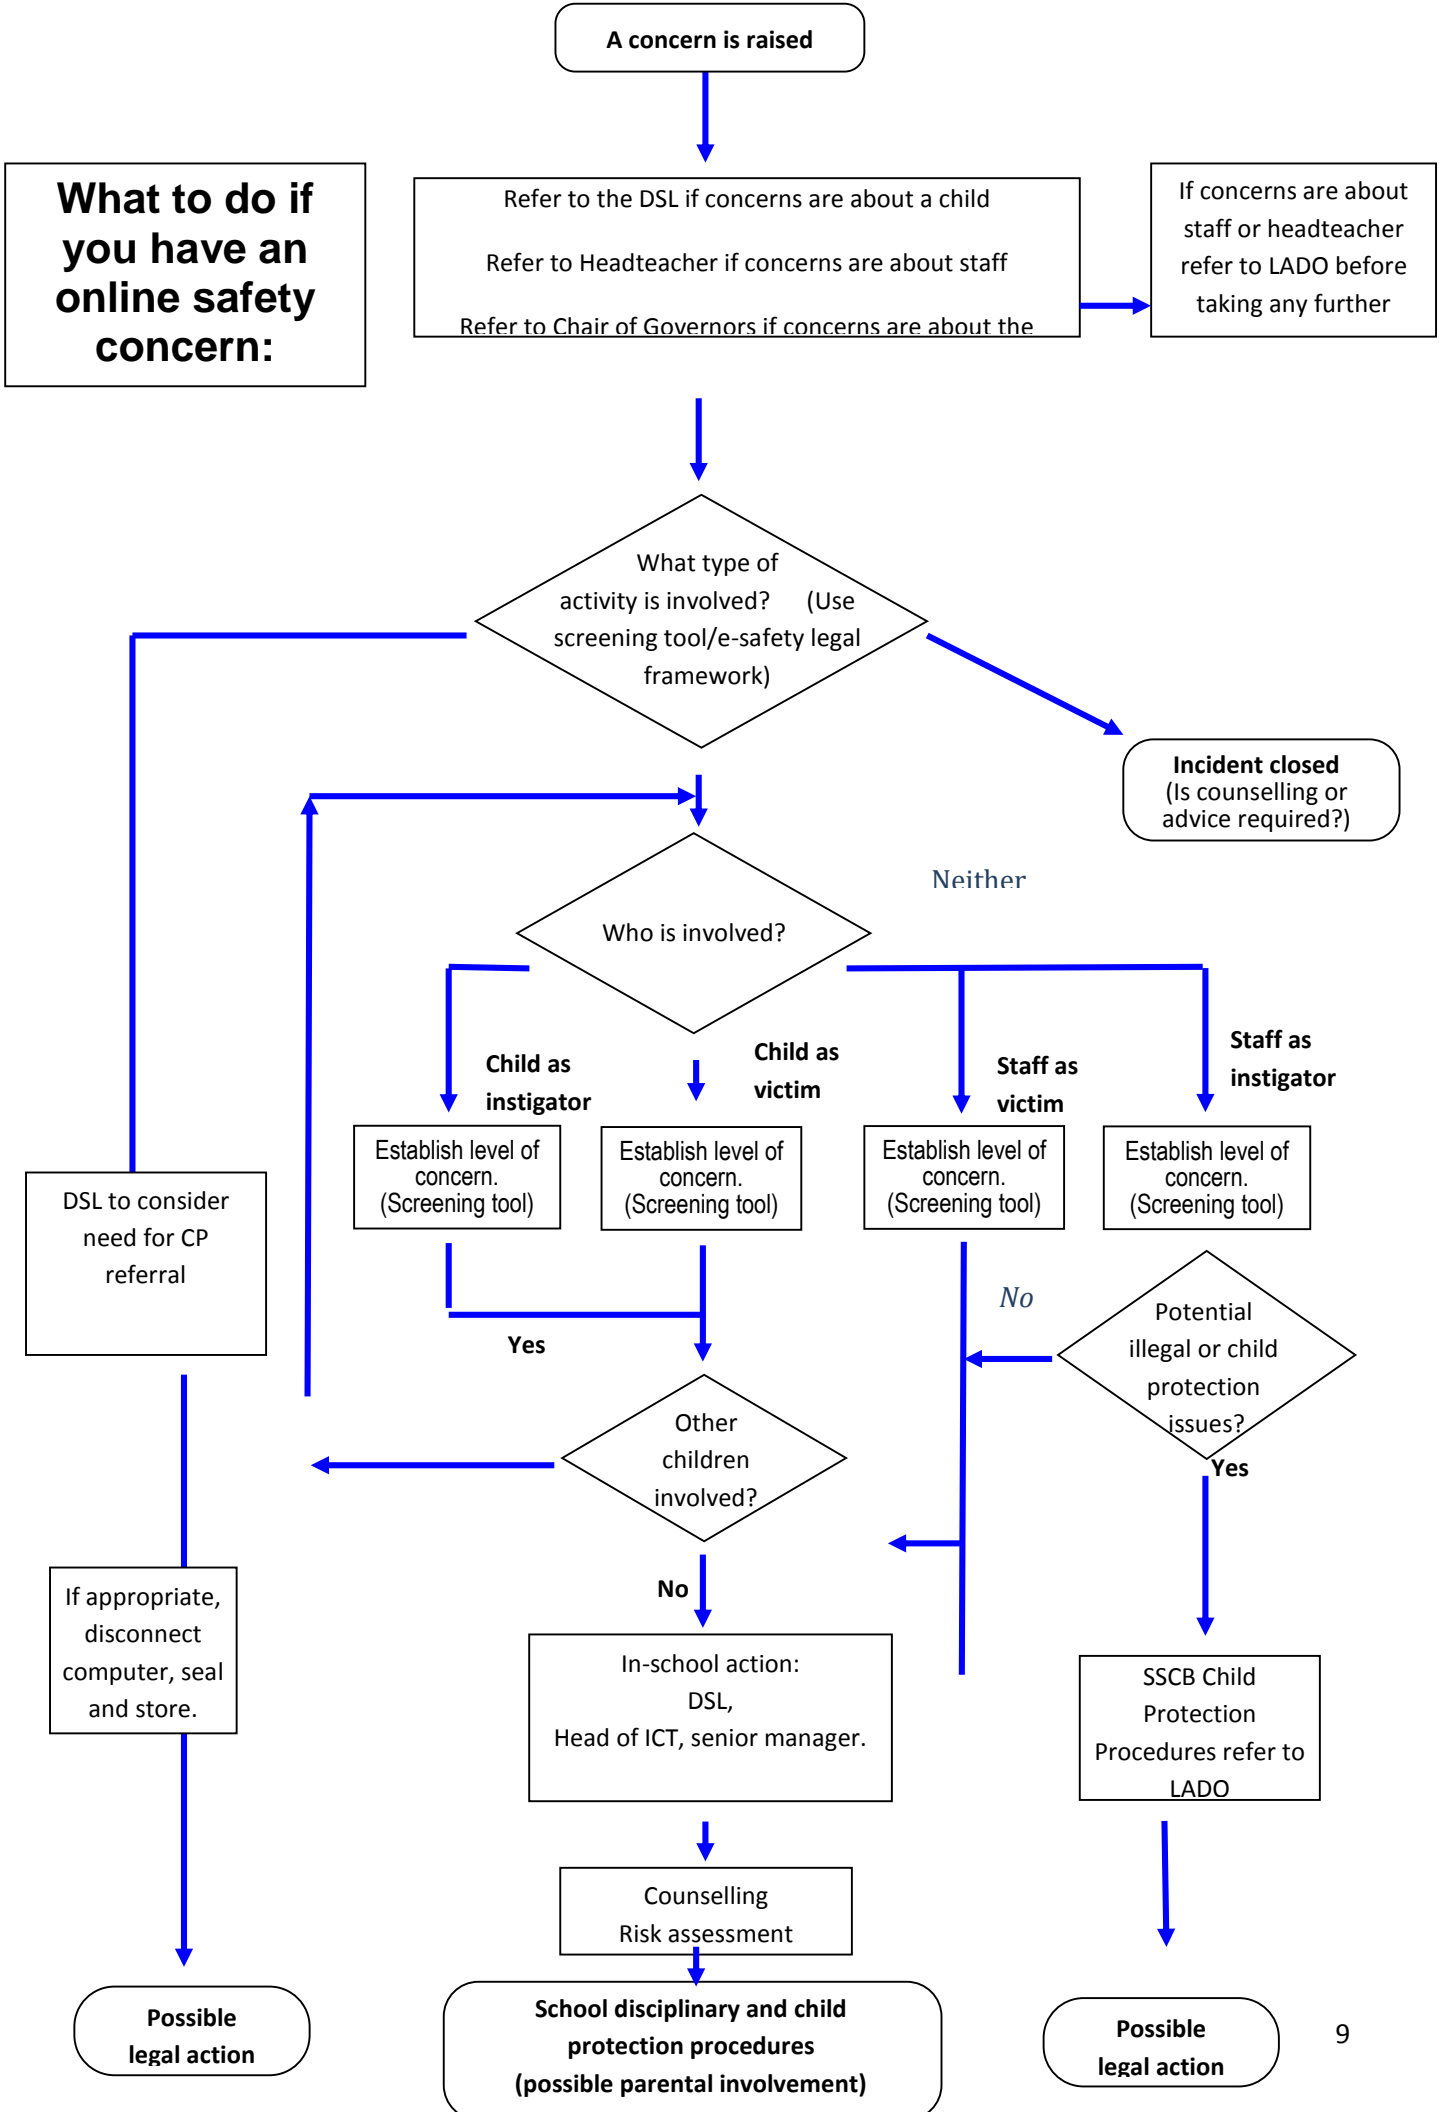 A concern is raised
What to do if
you have an
online safety
concern:
Refer to the DSL if concerns are about a child
Refer to Headteacher if concerns are about staff
Refer to Chair of Governors if concerns are about the
If concerns are about
staff or headteacher
refer to LADO before
taking any further
What type of
activity is involved? (Use
screening tool/e-safety legal
framework)
Incident closed
(Is counselling or
advice required?)
Neither
Who is involved?
Child as
instigator
Child as
victim
Staff as
victim
Staff as
instigator
Establish level of
concern.
(Screening tool)
Establish level of
concern.
(Screening tool)
Establish level of
concern.
(Screening tool)
Establish level of
concern.
(Screening tool)
DSL to consider
need for CP
referral
No
Potential
illegal or child
protection
issues?
Yes
Yes
Other
children
involved?
No
If appropriate,
disconnect
computer, seal
and store.
In-school action:
DSL,
Head of ICT, senior manager.
SSCB Child
Protection
Procedures refer to
LADO
Counselling
Risk assessment
Possible
legal action
School disciplinary and child
protection procedures
(possible parental involvement)
Possible
legal action
9